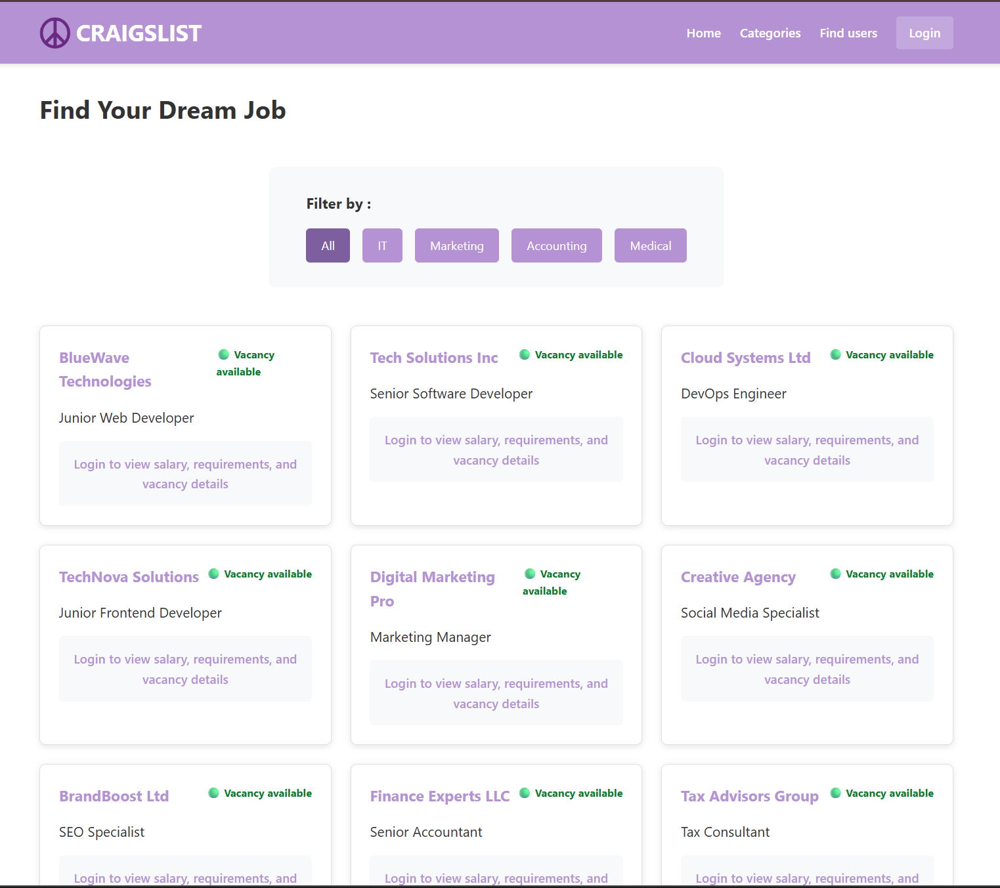 CRAIGSLIST
Home
Categories
Find users
Login
Find Your Dream Job
Filter by :
All
IT
Marketing
Accounting
Medical
BlueWave
Technologies
Vacancy
available
Junior Web Developer
Login to view salary, requirements, and
vacancy details
Tech Solutions Inc
Vacancy available
Senior Software Developer
Login to view salary, requirements, and
vacancy details
Cloud Systems Ltd
Vacancy available
DevOps Engineer
Login to view salary, requirements, and
vacancy details
TechNova Solutions
Vacancy available
Junior Frontend Developer
Login to view salary, requirements, and
vacancy details
Digital Marketing
Pro
Vacancy
available
Marketing Manager
Login to view salary, requirements, and
vacancy details
Creative Agency
Vacancy available
Social Media Specialist
Login to view salary, requirements, and
vacancy details
BrandBoost Ltd
Vacancy available
SEO Specialist
Login to view salary, requirements, and
Finance Experts LLC
Vacancy available
Senior Accountant
Login to view salary, requirements, and
Tax Advisors Group
Vacancy available
Tax Consultant
Login to view salary, requirements, and